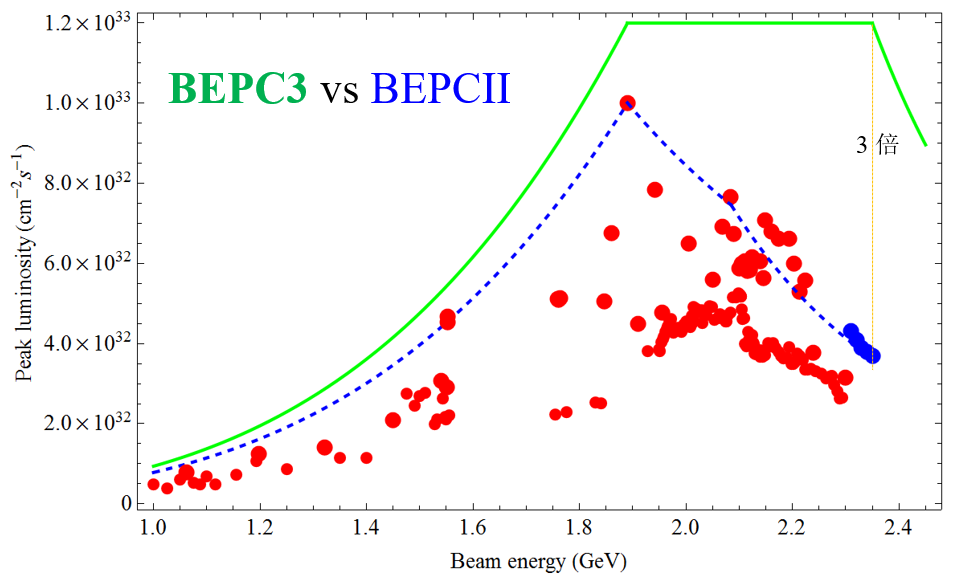 1.2×10³³
BEPC3 vs BEPCII
1.0×10³³
3 倍
8.0×10³²
6.0×10³²
4.0×10³²
2.0×10³²
0
Peak luminosity (cm⁻²s⁻¹)
1.0 1.2 1.4 1.6 1.8 2.0 2.2 2.4
Beam energy (GeV)